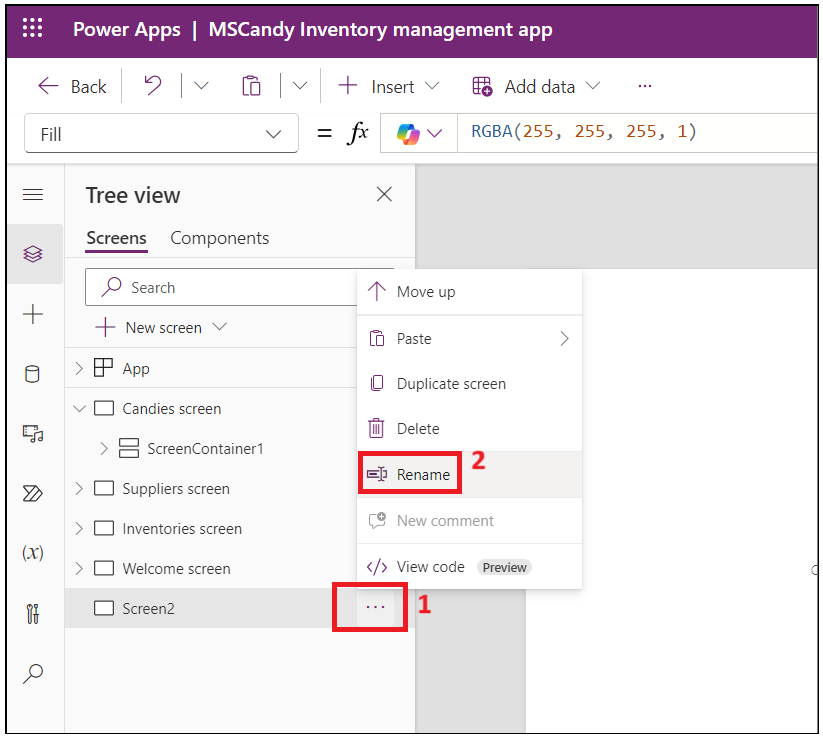 Power Apps | MSCandy Inventory management app
Back Insert Add data ...
Fill = fx RGBA(255, 255, 255, 1)
Tree view
Screens Components
Search
New screen
App
Candies screen
ScreenContainer1
Suppliers screen
Inventories screen
Welcome screen
Screen2 ... 1
Move up
Paste
Duplicate screen
Delete
Rename 2
New comment
</> View code Preview
(x)